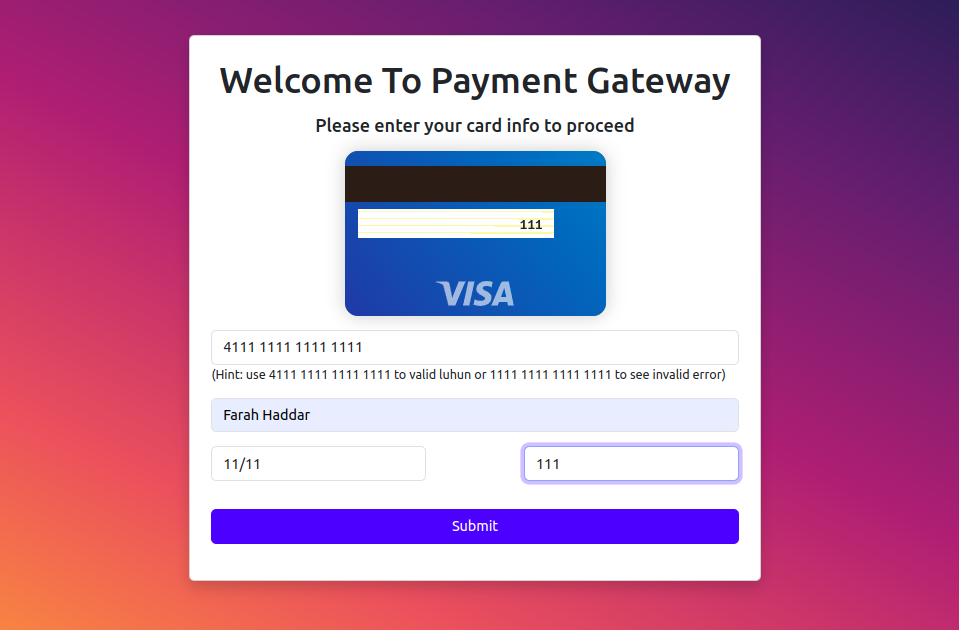 Welcome To Payment Gateway
Please enter your card info to proceed
111
VISA
4111 1111 1111 1111
(Hint: use 4111 1111 1111 1111 to valid luhun or 1111 1111 1111 1111 to see invalid error)
Farah Haddar
11/11 111
Submit